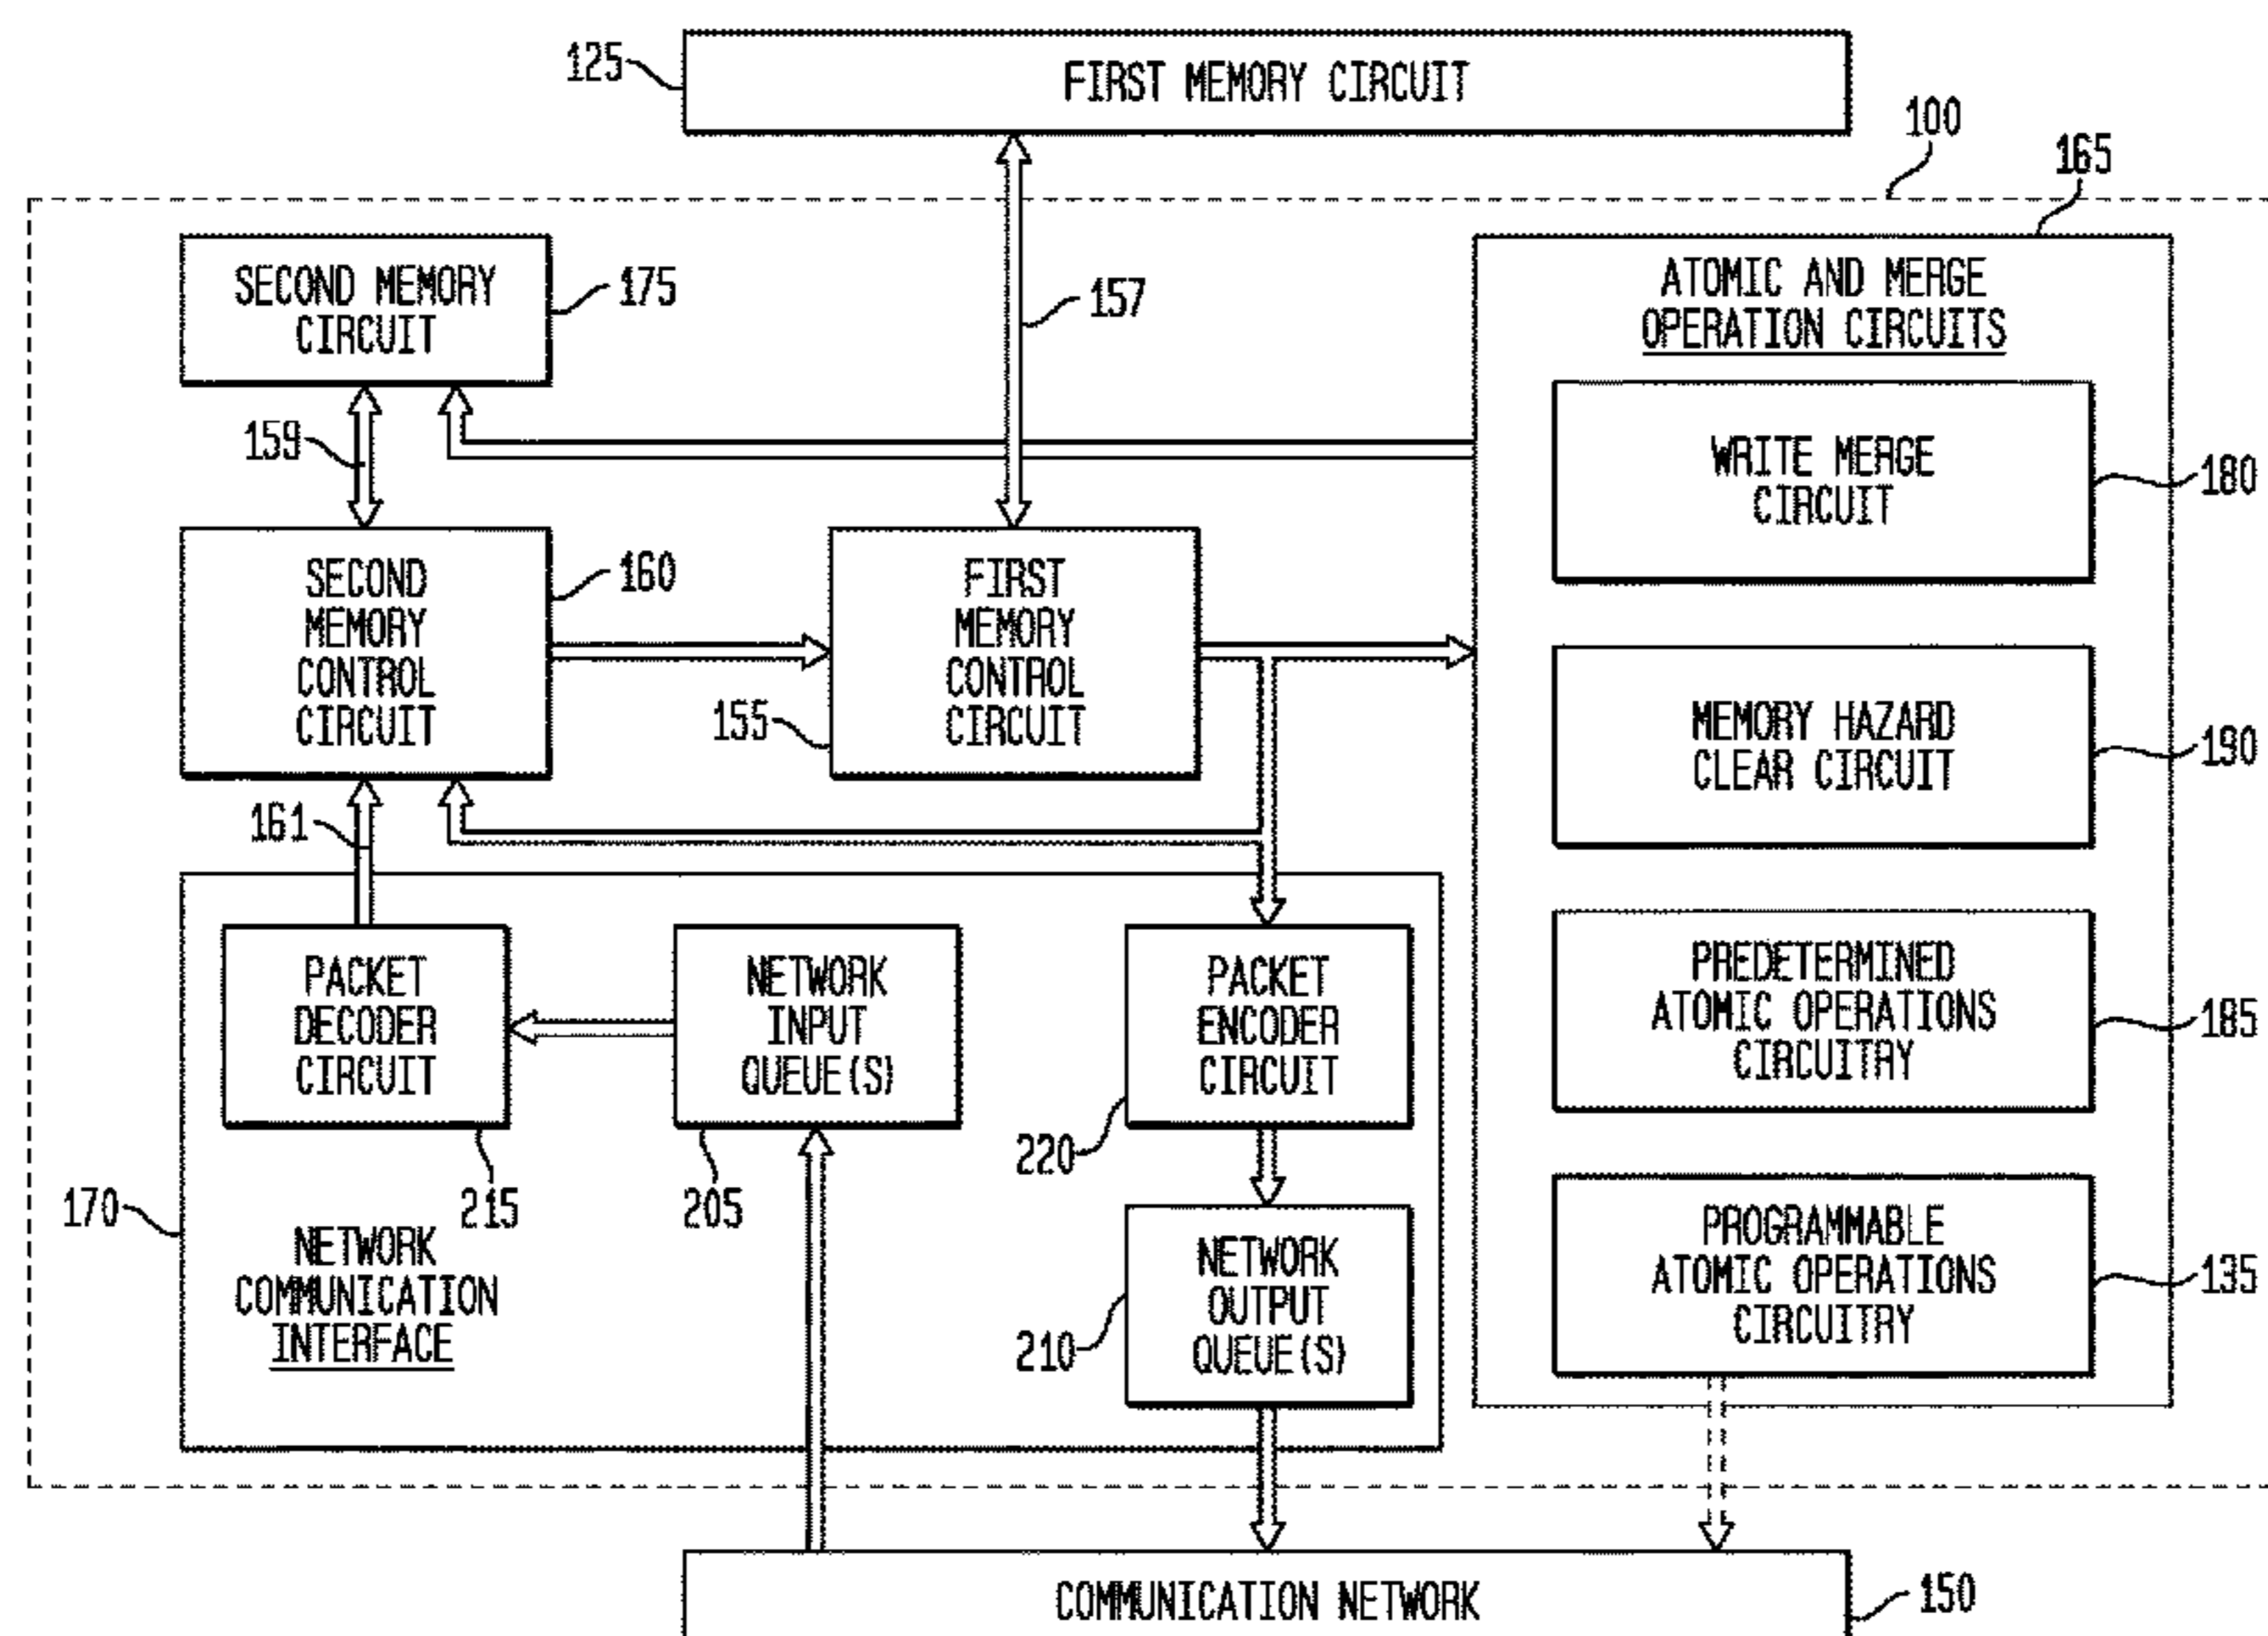 125
FIRST MEMORY CIRCUIT
100
165
SECOND MEMORY
CIRCUIT
175
157
ATOMIC AND MERGE
OPERATION CIRCUITS
159
WRITE MERGE
CIRCUIT
180
SECOND
MEMORY
CONTROL
CIRCUIT
160
FIRST
MEMORY
CONTROL
CIRCUIT
155
MEMORY HAZARD
CLEAR CIRCUIT
190
161
PACKET
DECODER
CIRCUIT
215
NETWORK
INPUT
QUEUE(S)
205
PACKET
ENCODER
CIRCUIT
220
PREDETERMINED
ATOMIC OPERATIONS
CIRCUITRY
185
170
NETWORK
COMMUNICATION
INTERFACE
NETWORK
OUTPUT
QUEUE(S)
210
PROGRAMMABLE
ATOMIC OPERATIONS
CIRCUITRY
135
COMMUNICATION NETWORK
150